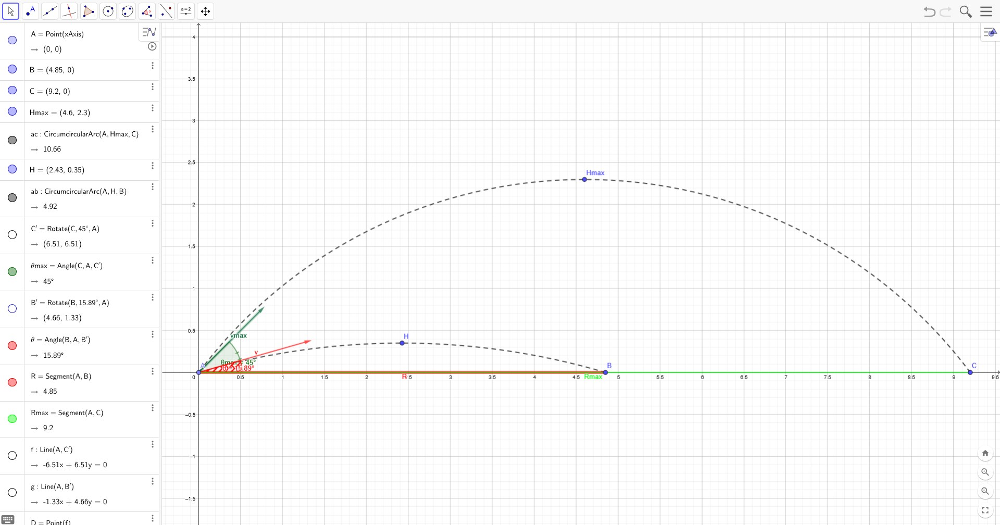 A
a=2
A = Point(xAxis)
→ (0, 0)
B = (4.85, 0)
C = (9.2, 0)
Hmax = (4.6, 2.3)
ac : CircumcircularArc(A, Hmax, C)
→ 10.66
H = (2.43, 0.35)
ab : CircumcircularArc(A, H, B)
→ 4.92
C′ = Rotate(C, 45°, A)
→ (6.51, 6.51)
θmax = Angle(C, A, C′)
→ 45°
B′ = Rotate(B, 15.89°, A)
→ (4.66, 1.33)
θ = Angle(B, A, B′)
→ 15.89°
R = Segment(A, B)
→ 4.85
Rmax = Segment(A, C)
→ 9.2
f : Line(A, C′)
→ -6.51x + 6.51y = 0
g : Line(A, B′)
→ -1.33x + 4.66y = 0
D = Point(f)
4
3.5
3
2.5
Hmax
2
1.5
1
0.5
vmax
H
v
θmax = 45°
A
θ=15.89°
B
C
0 0.5 1 1.5 2 R 2.5 3 3.5 4 4.5 Rmax 5 5.5 6 6.5 7 7.5 8 8.5 9 9.5
−0.5
−1
−1.5